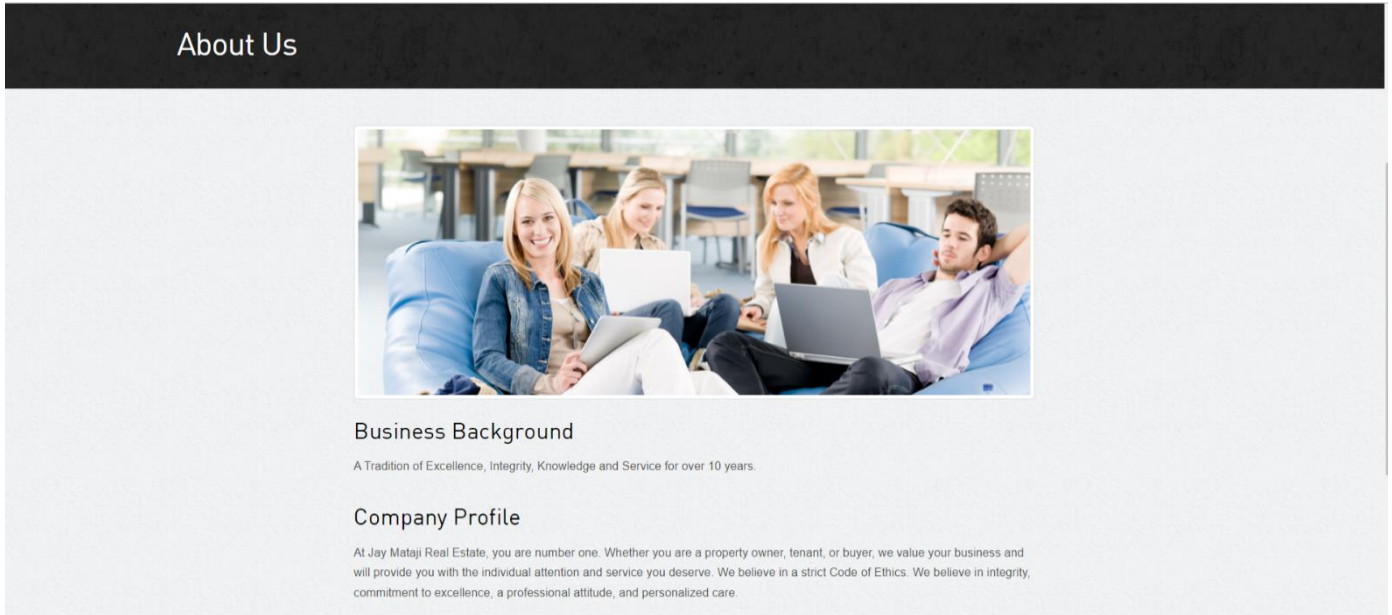 About Us
Business Background
A Tradition of Excellence, Integrity, Knowledge and Service for over 10 years.
Company Profile
At Jay Mataji Real Estate, you are number one. Whether you are a property owner, tenant, or buyer, we value your business and
will provide you with the individual attention and service you deserve. We believe in a strict Code of Ethics. We believe in integrity,
commitment to excellence, a professional attitude, and personalized care.